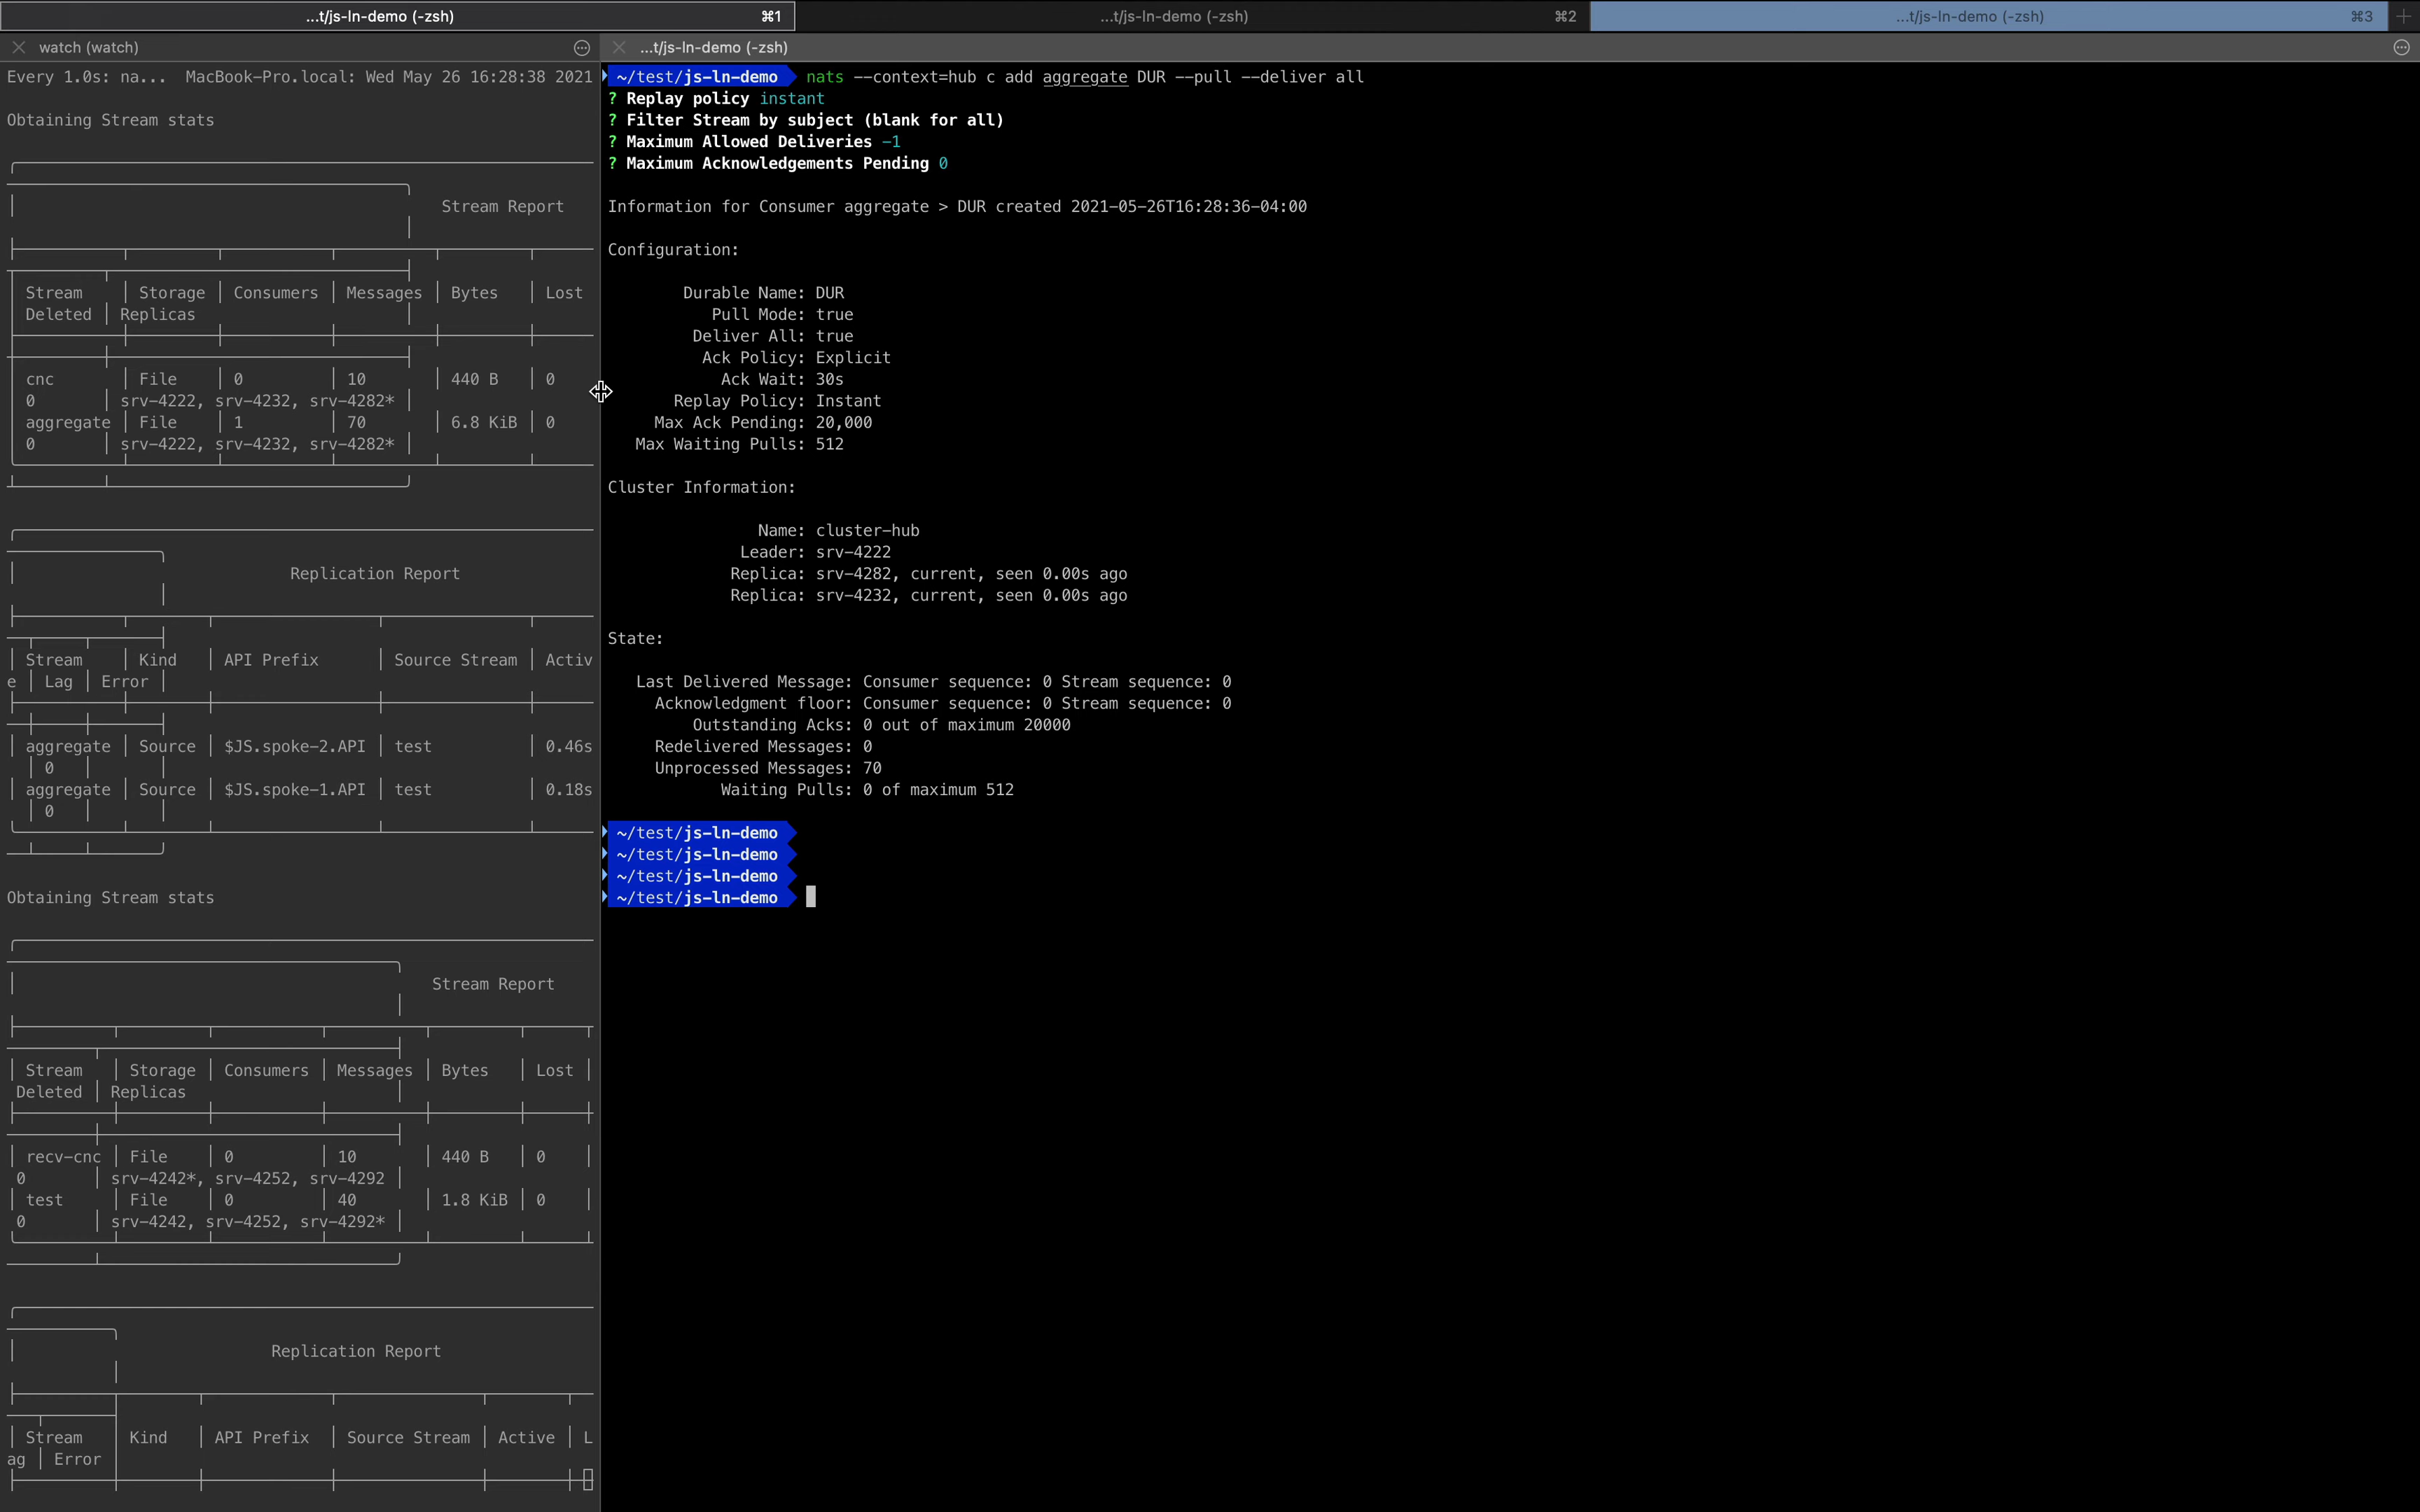 ...t/js-ln-demo (-zsh) ⌘1
...t/js-ln-demo (-zsh) ⌘2
...t/js-ln-demo (-zsh) ⌘3
watch (watch)
Every 1.0s: na... MacBook-Pro.local: Wed May 26 16:28:38 2021
Obtaining Stream stats
Stream Report
Stream │ Storage │ Consumers │ Messages │ Bytes │ Lost
Deleted │ Replicas
cnc │ File │ 0 │ 10 │ 440 B │ 0
0 │ srv-4222, srv-4232, srv-4282* │
aggregate │ File │ 1 │ 70 │ 6.8 KiB │ 0
0 │ srv-4222, srv-4232, srv-4282* │
Replication Report
│ Stream │ Kind │ API Prefix │ Source Stream │ Activ
e │ Lag │ Error │
│ aggregate │ Source │ $JS.spoke-2.API │ test │ 0.46s
│ 0 │ │
│ aggregate │ Source │ $JS.spoke-1.API │ test │ 0.18s
│ 0 │ │
Obtaining Stream stats
Stream Report
│ Stream │ Storage │ Consumers │ Messages │ Bytes │ Lost │
Deleted │ Replicas │
│ recv-cnc │ File │ 0 │ 10 │ 440 B │ 0 │
0 │ srv-4242*, srv-4252, srv-4292 │
│ test │ File │ 0 │ 40 │ 1.8 KiB │ 0 │
0 │ srv-4242, srv-4252, srv-4292* │
Replication Report
│ Stream │ Kind │ API Prefix │ Source Stream │ Active │ L
ag │ Error │
...t/js-ln-demo (-zsh)
~/test/js-ln-demo nats --context=hub c add aggregate DUR --pull --deliver all
? Replay policy instant
? Filter Stream by subject (blank for all)
? Maximum Allowed Deliveries -1
? Maximum Acknowledgements Pending 0
Information for Consumer aggregate > DUR created 2021-05-26T16:28:36-04:00
Configuration:
Durable Name: DUR
Pull Mode: true
Deliver All: true
Ack Policy: Explicit
Ack Wait: 30s
Replay Policy: Instant
Max Ack Pending: 20,000
Max Waiting Pulls: 512
Cluster Information:
Name: cluster-hub
Leader: srv-4222
Replica: srv-4282, current, seen 0.00s ago
Replica: srv-4232, current, seen 0.00s ago
State:
Last Delivered Message: Consumer sequence: 0 Stream sequence: 0
Acknowledgment floor: Consumer sequence: 0 Stream sequence: 0
Outstanding Acks: 0 out of maximum 20000
Redelivered Messages: 0
Unprocessed Messages: 70
Waiting Pulls: 0 of maximum 512
~/test/js-ln-demo
~/test/js-ln-demo
~/test/js-ln-demo
~/test/js-ln-demo